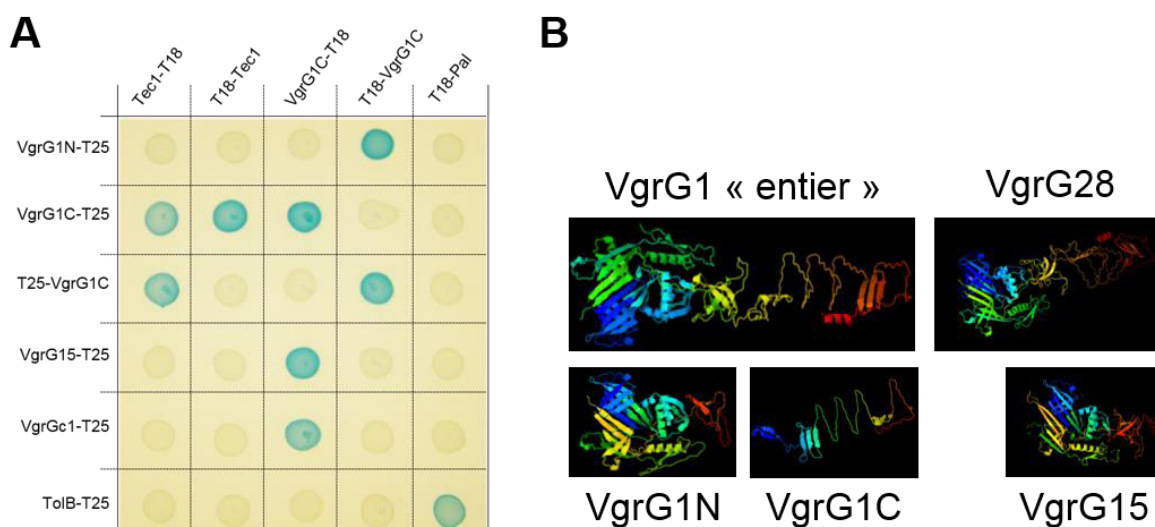 A
Tec1-T18
T18-Tec1
VgrG1C-T18
T18-VgrG1C
T18-Pal
VgrG1N-T25
VgrG1C-T25
T25-VgrG1C
VgrG15-T25
VgrGc1-T25
TolB-T25
B
VgrG1 « entier »
VgrG28
VgrG1N
VgrG1C
VgrG15